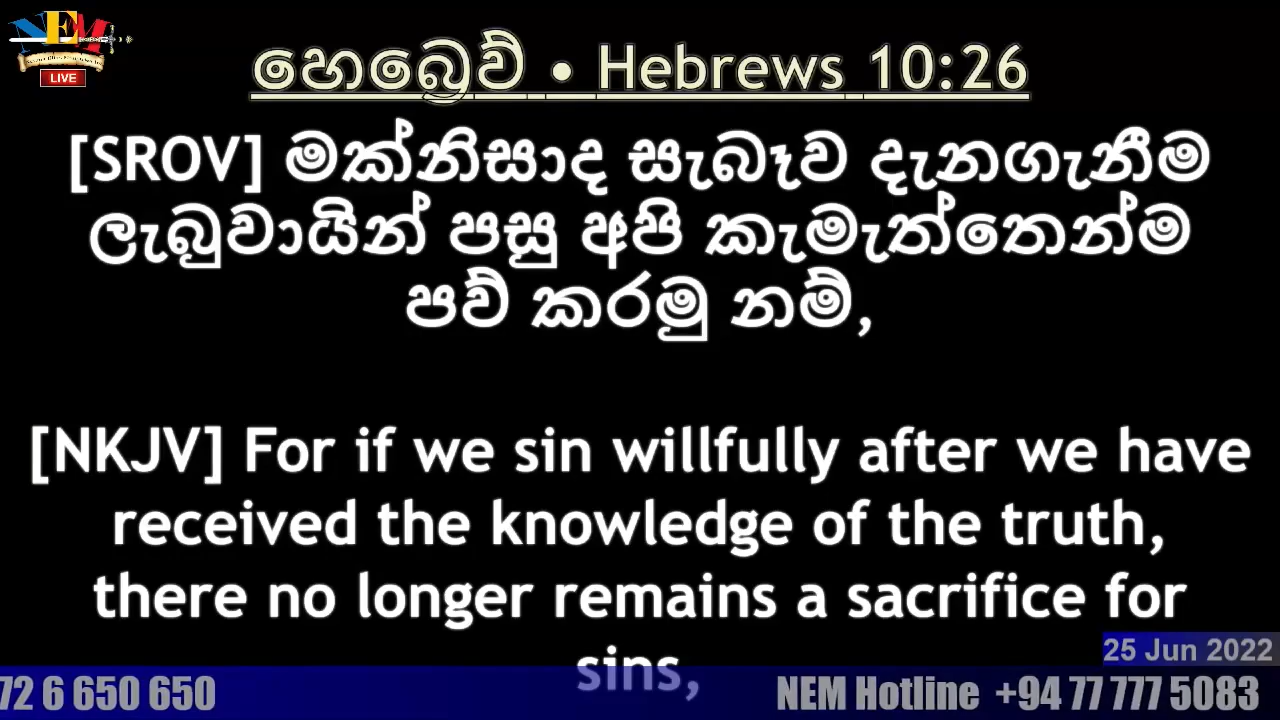 NEM
LIVE
හෙබ්‍රෙව් • Hebrews 10:26
[SROV] මක්නිසාද සැබෑව දැනගැනීම
ලැබුවායින් පසු අපි කැමැත්තෙන්ම
පව් කරමු නම්,
[NKJV] For if we sin willfully after we have
received the knowledge of the truth,
there no longer remains a sacrifice for
sins,
25 Jun 2022
72 6 650 650 NEM Hotline +94 77 777 5083